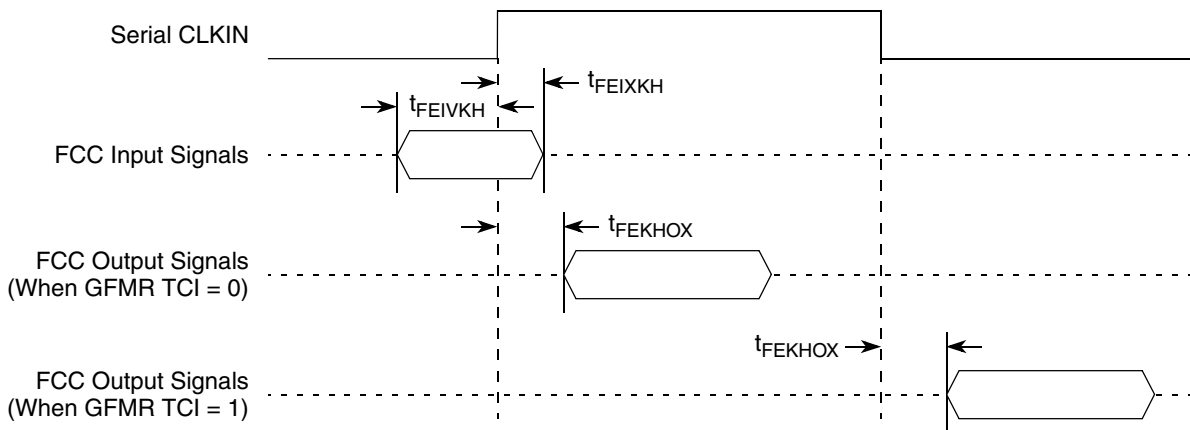 Serial CLKIN
tFEIXKH
tFEIVKH
FCC Input Signals
tFEKHOX
FCC Output Signals
(When GFMR TCI = 0)
tFEKHOX
FCC Output Signals
(When GFMR TCI = 1)